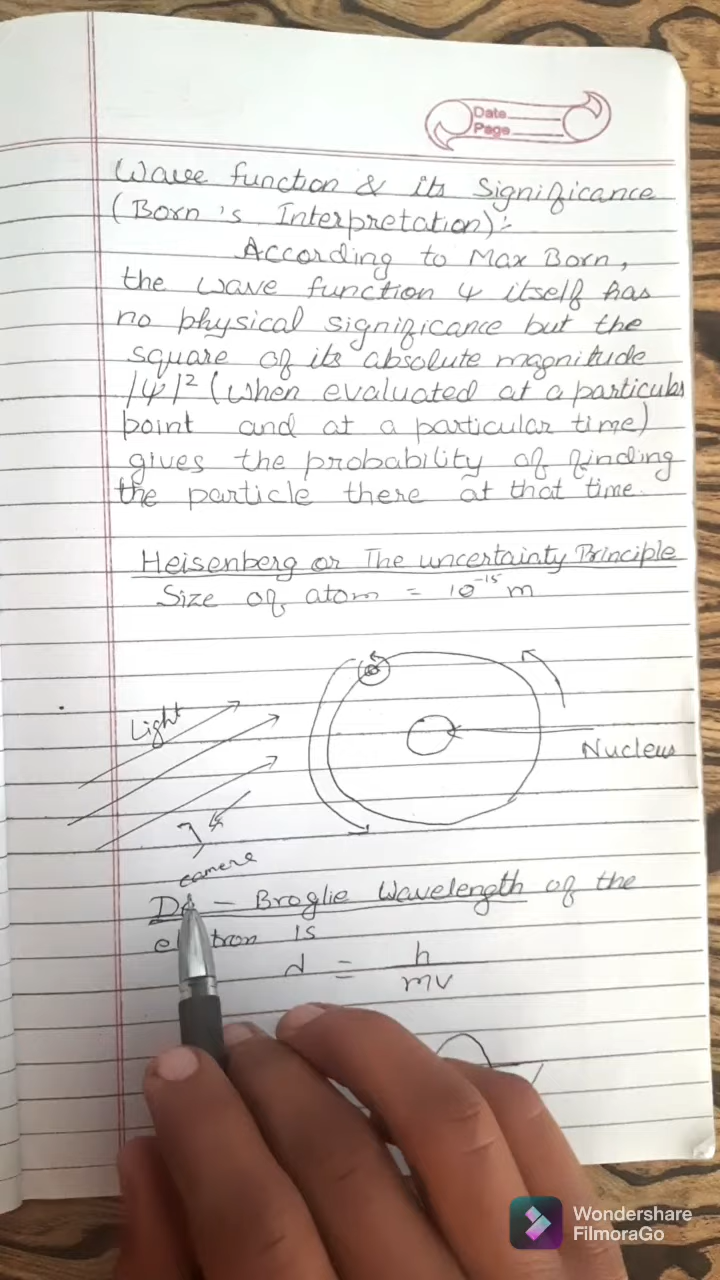 Date
Page
Wave function & its Significance
(Born's Interpretation):-
According to Max Born,
the wave function ψ itself has
no physical significance but the
square of its absolute magnitude
|ψ|² (when evaluated at a particular
point and at a particular time)
gives the probability of finding
the particle there at that time.
Heisenberg or The uncertainty Principle
Size of atom = 10⁻¹⁵ m
Light
Nucleus
camera
De - Broglie Wavelength of the
is
d = h
mv
Wondershare
FilmoraGo